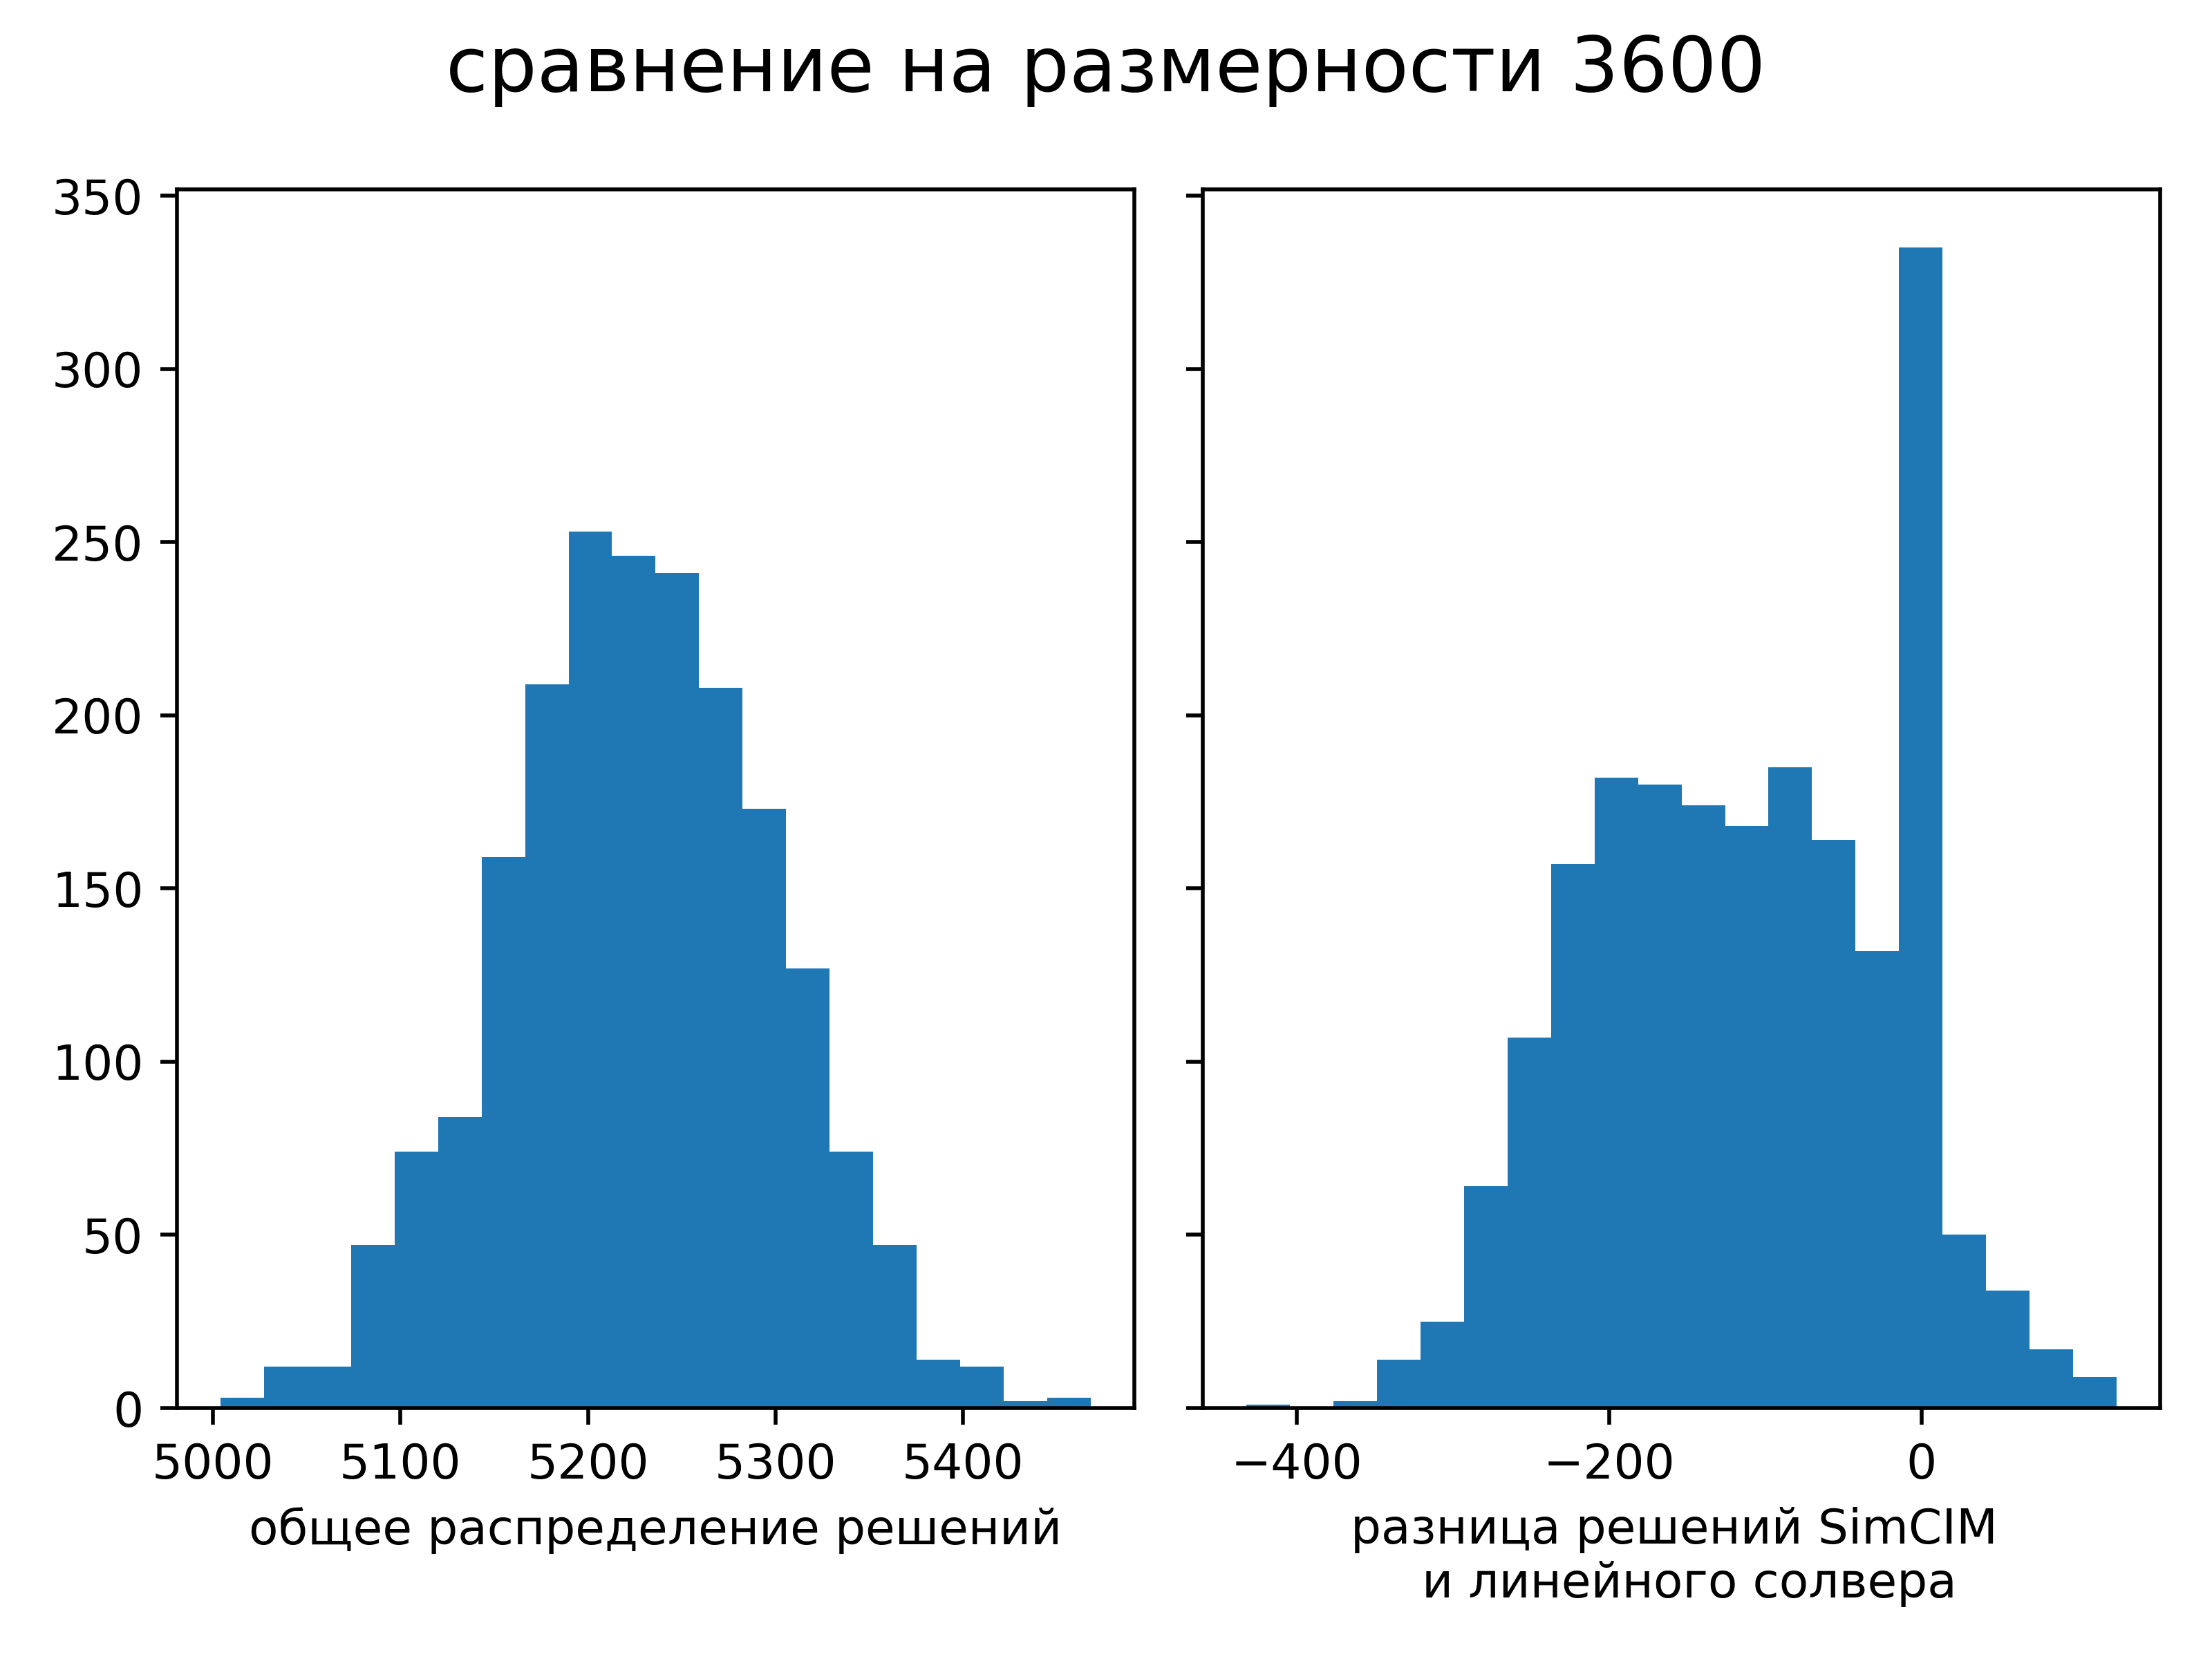 сравнение на размерности 3600
350
300
250
200
150
100
50
0
5000 5100 5200 5300 5400
общее распределение решений
−400 −200 0
разница решений SimCIM
и линейного солвера